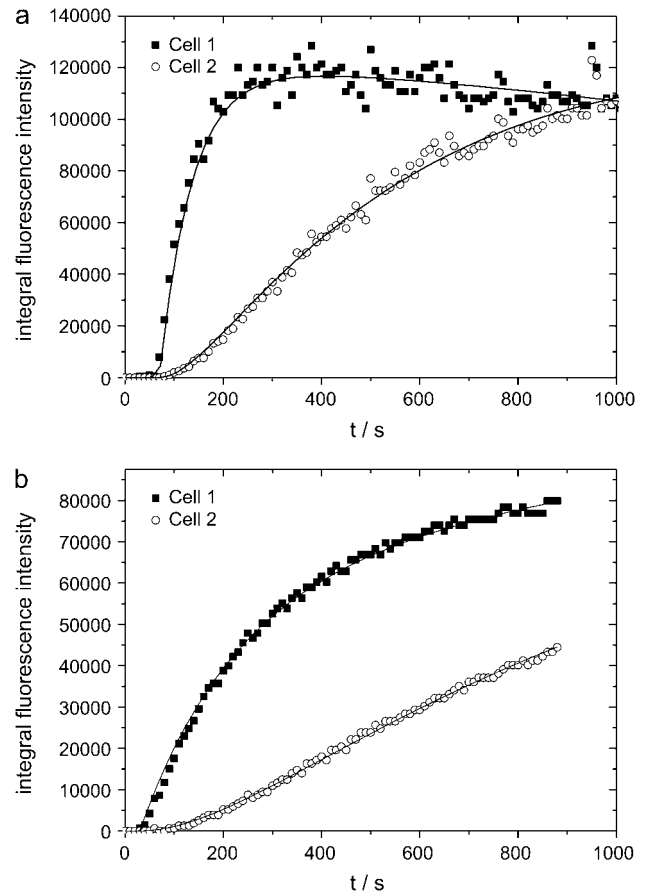 a
Cell 1
Cell 2
integral fluorescence intensity
140000
120000
100000
80000
60000
40000
20000
0
0 200 400 600 800 1000
t / s
b
Cell 1
Cell 2
integral fluorescence intensity
80000
70000
60000
50000
40000
30000
20000
10000
0
0 200 400 600 800 1000
t / s